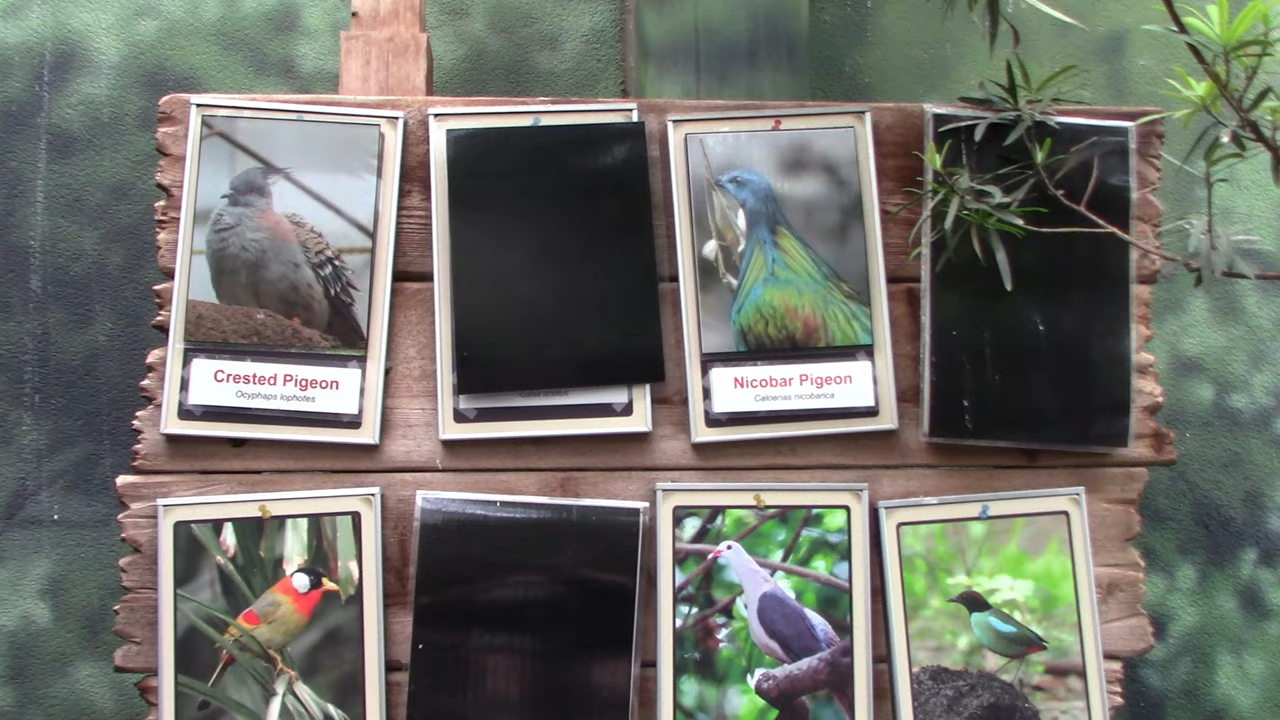 Crested Pigeon
Ocyphaps lophotes
Nicobar Pigeon
Caloenas nicobarica